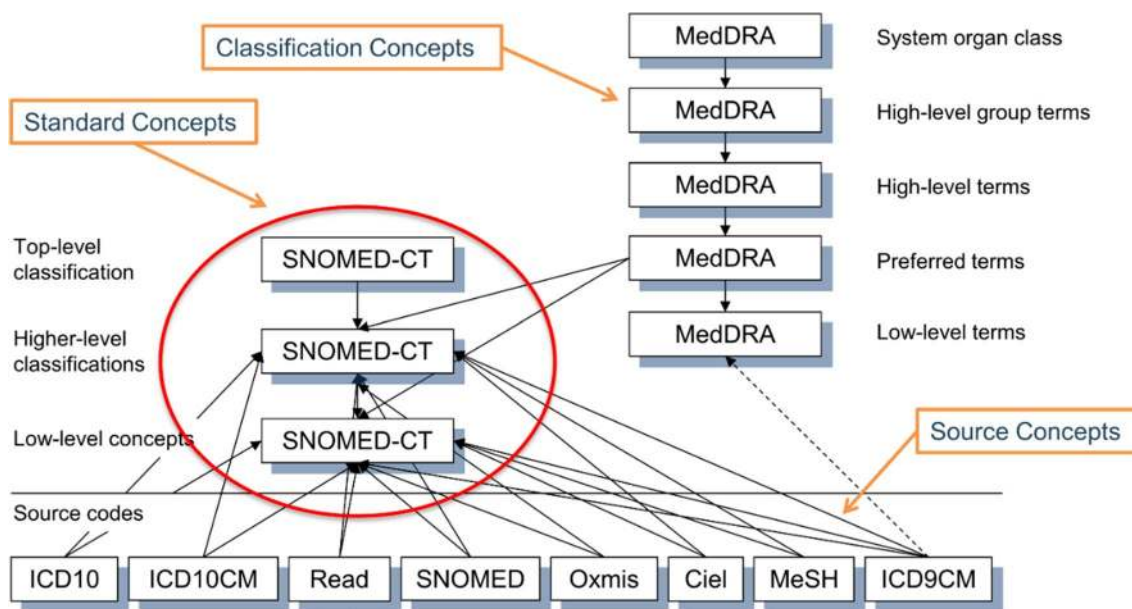 Classification Concepts
MedDRA
System organ class
MedDRA
High-level group terms
Standard Concepts
MedDRA
High-level terms
Top-level
classification
SNOMED-CT
MedDRA
Preferred terms
Higher-level
classifications
SNOMED-CT
MedDRA
Low-level terms
Low-level concepts
SNOMED-CT
Source Concepts
Source codes
ICD10
ICD10CM
Read
SNOMED
Oxmis
Ciel
MeSH
ICD9CM